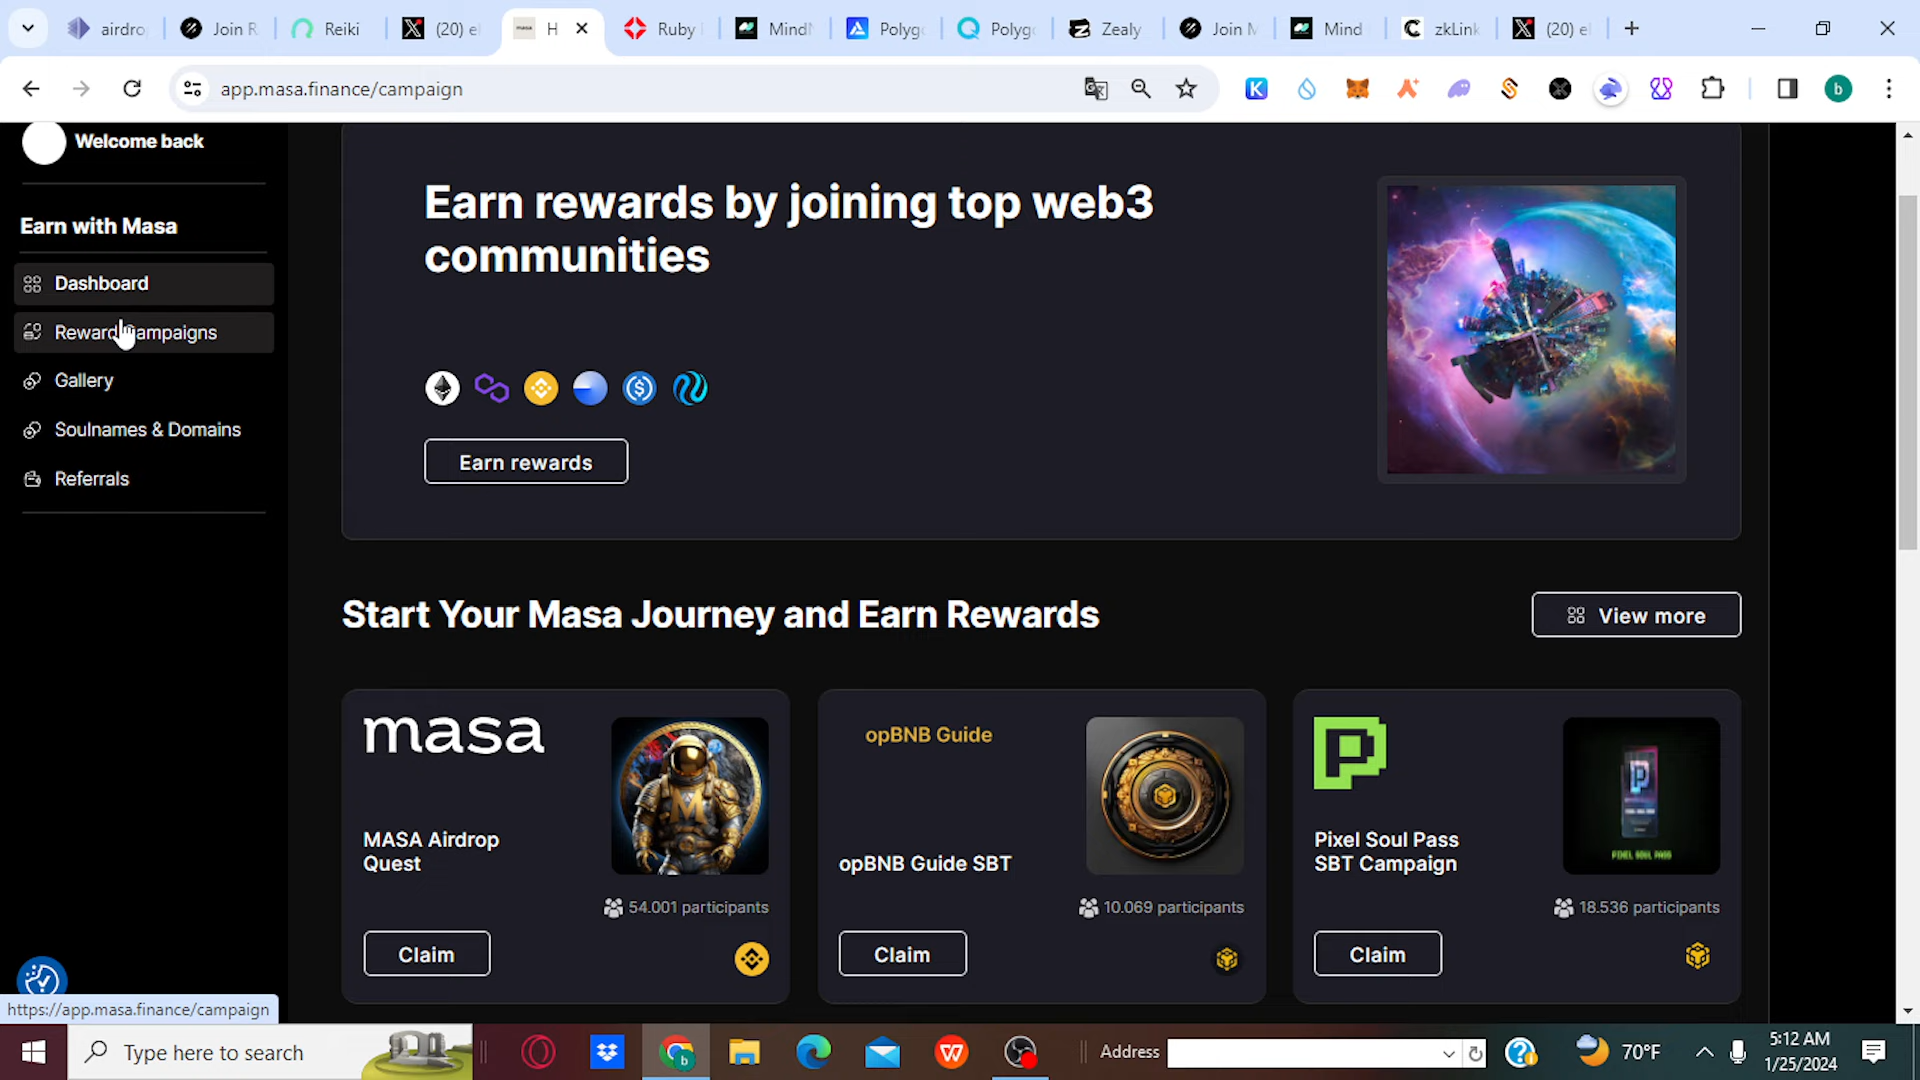 airdro
Join R
Reiki
(20) e
H
Ruby
Mind
Polyg
Polyg
Zealy
Join M
Mind
zkLink
(20) e
app.masa.finance/campaign
b
Welcome back
Earn with Masa
Dashboard
Reward Campaigns
Gallery
Soulnames & Domains
Referrals
Earn rewards by joining top web3
communities
Earn rewards
Start Your Masa Journey and Earn Rewards
View more
masa
MASA Airdrop
Quest
54.001 participants
Claim
opBNB Guide
opBNB Guide SBT
10.069 participants
Claim
Pixel Soul Pass
SBT Campaign
PIXEL SOUL PASS
18.536 participants
Claim
https://app.masa.finance/campaign
Type here to search
Address
70°F
5:12 AM
1/25/2024